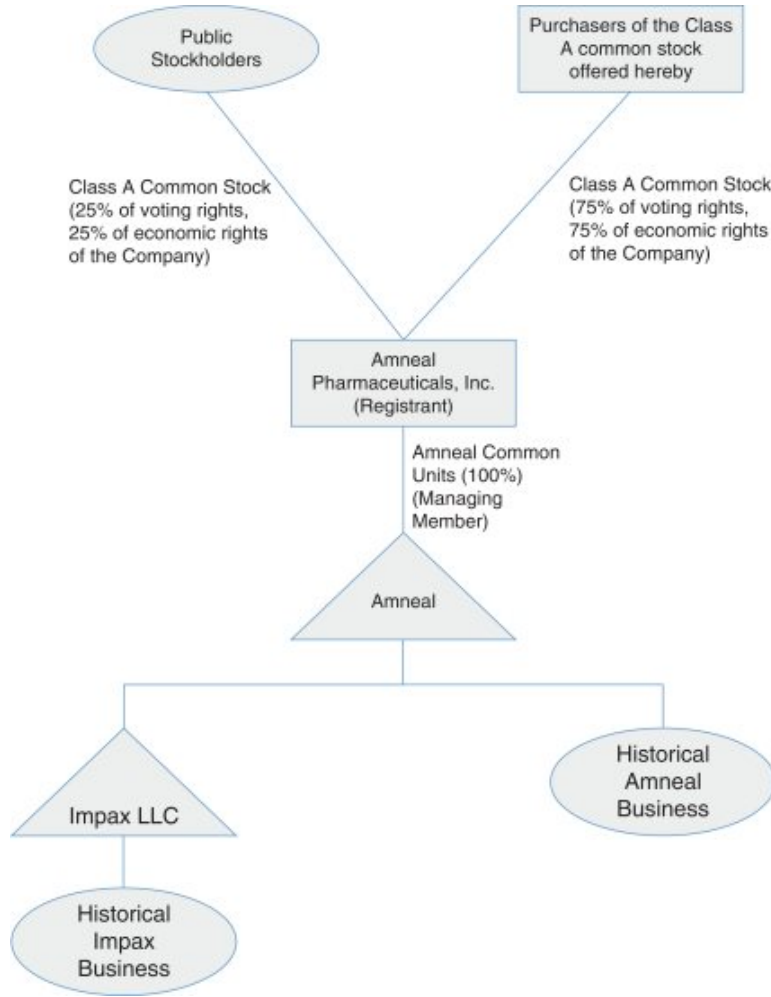 Public
Stockholders
Purchasers of the Class
A common stock
offered hereby
Class A Common Stock
(25% of voting rights,
25% of economic rights
of the Company)
Class A Common Stock
(75% of voting rights,
75% of economic rights
of the Company)
Amneal
Pharmaceuticals, Inc.
(Registrant)
Amneal Common
Units (100%)
(Managing
Member)
Amneal
Impax LLC
Historical
Amneal
Business
Historical
Impax
Business